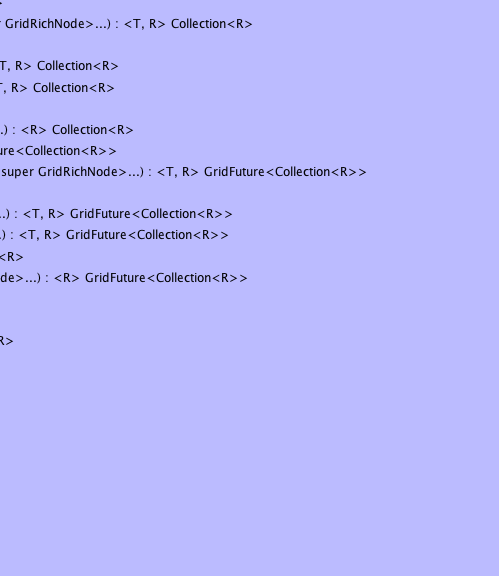 GridRichNode>...) : <T, R> Collection<R>
T, R> Collection<R>
, R> Collection<R>
.) : <R> Collection<R>
ure<Collection<R>>
super GridRichNode>...) : <T, R> GridFuture<Collection<R>>
..) : <T, R> GridFuture<Collection<R>>
.) : <T, R> GridFuture<Collection<R>>
<R>
de>...) : <R> GridFuture<Collection<R>>
R>